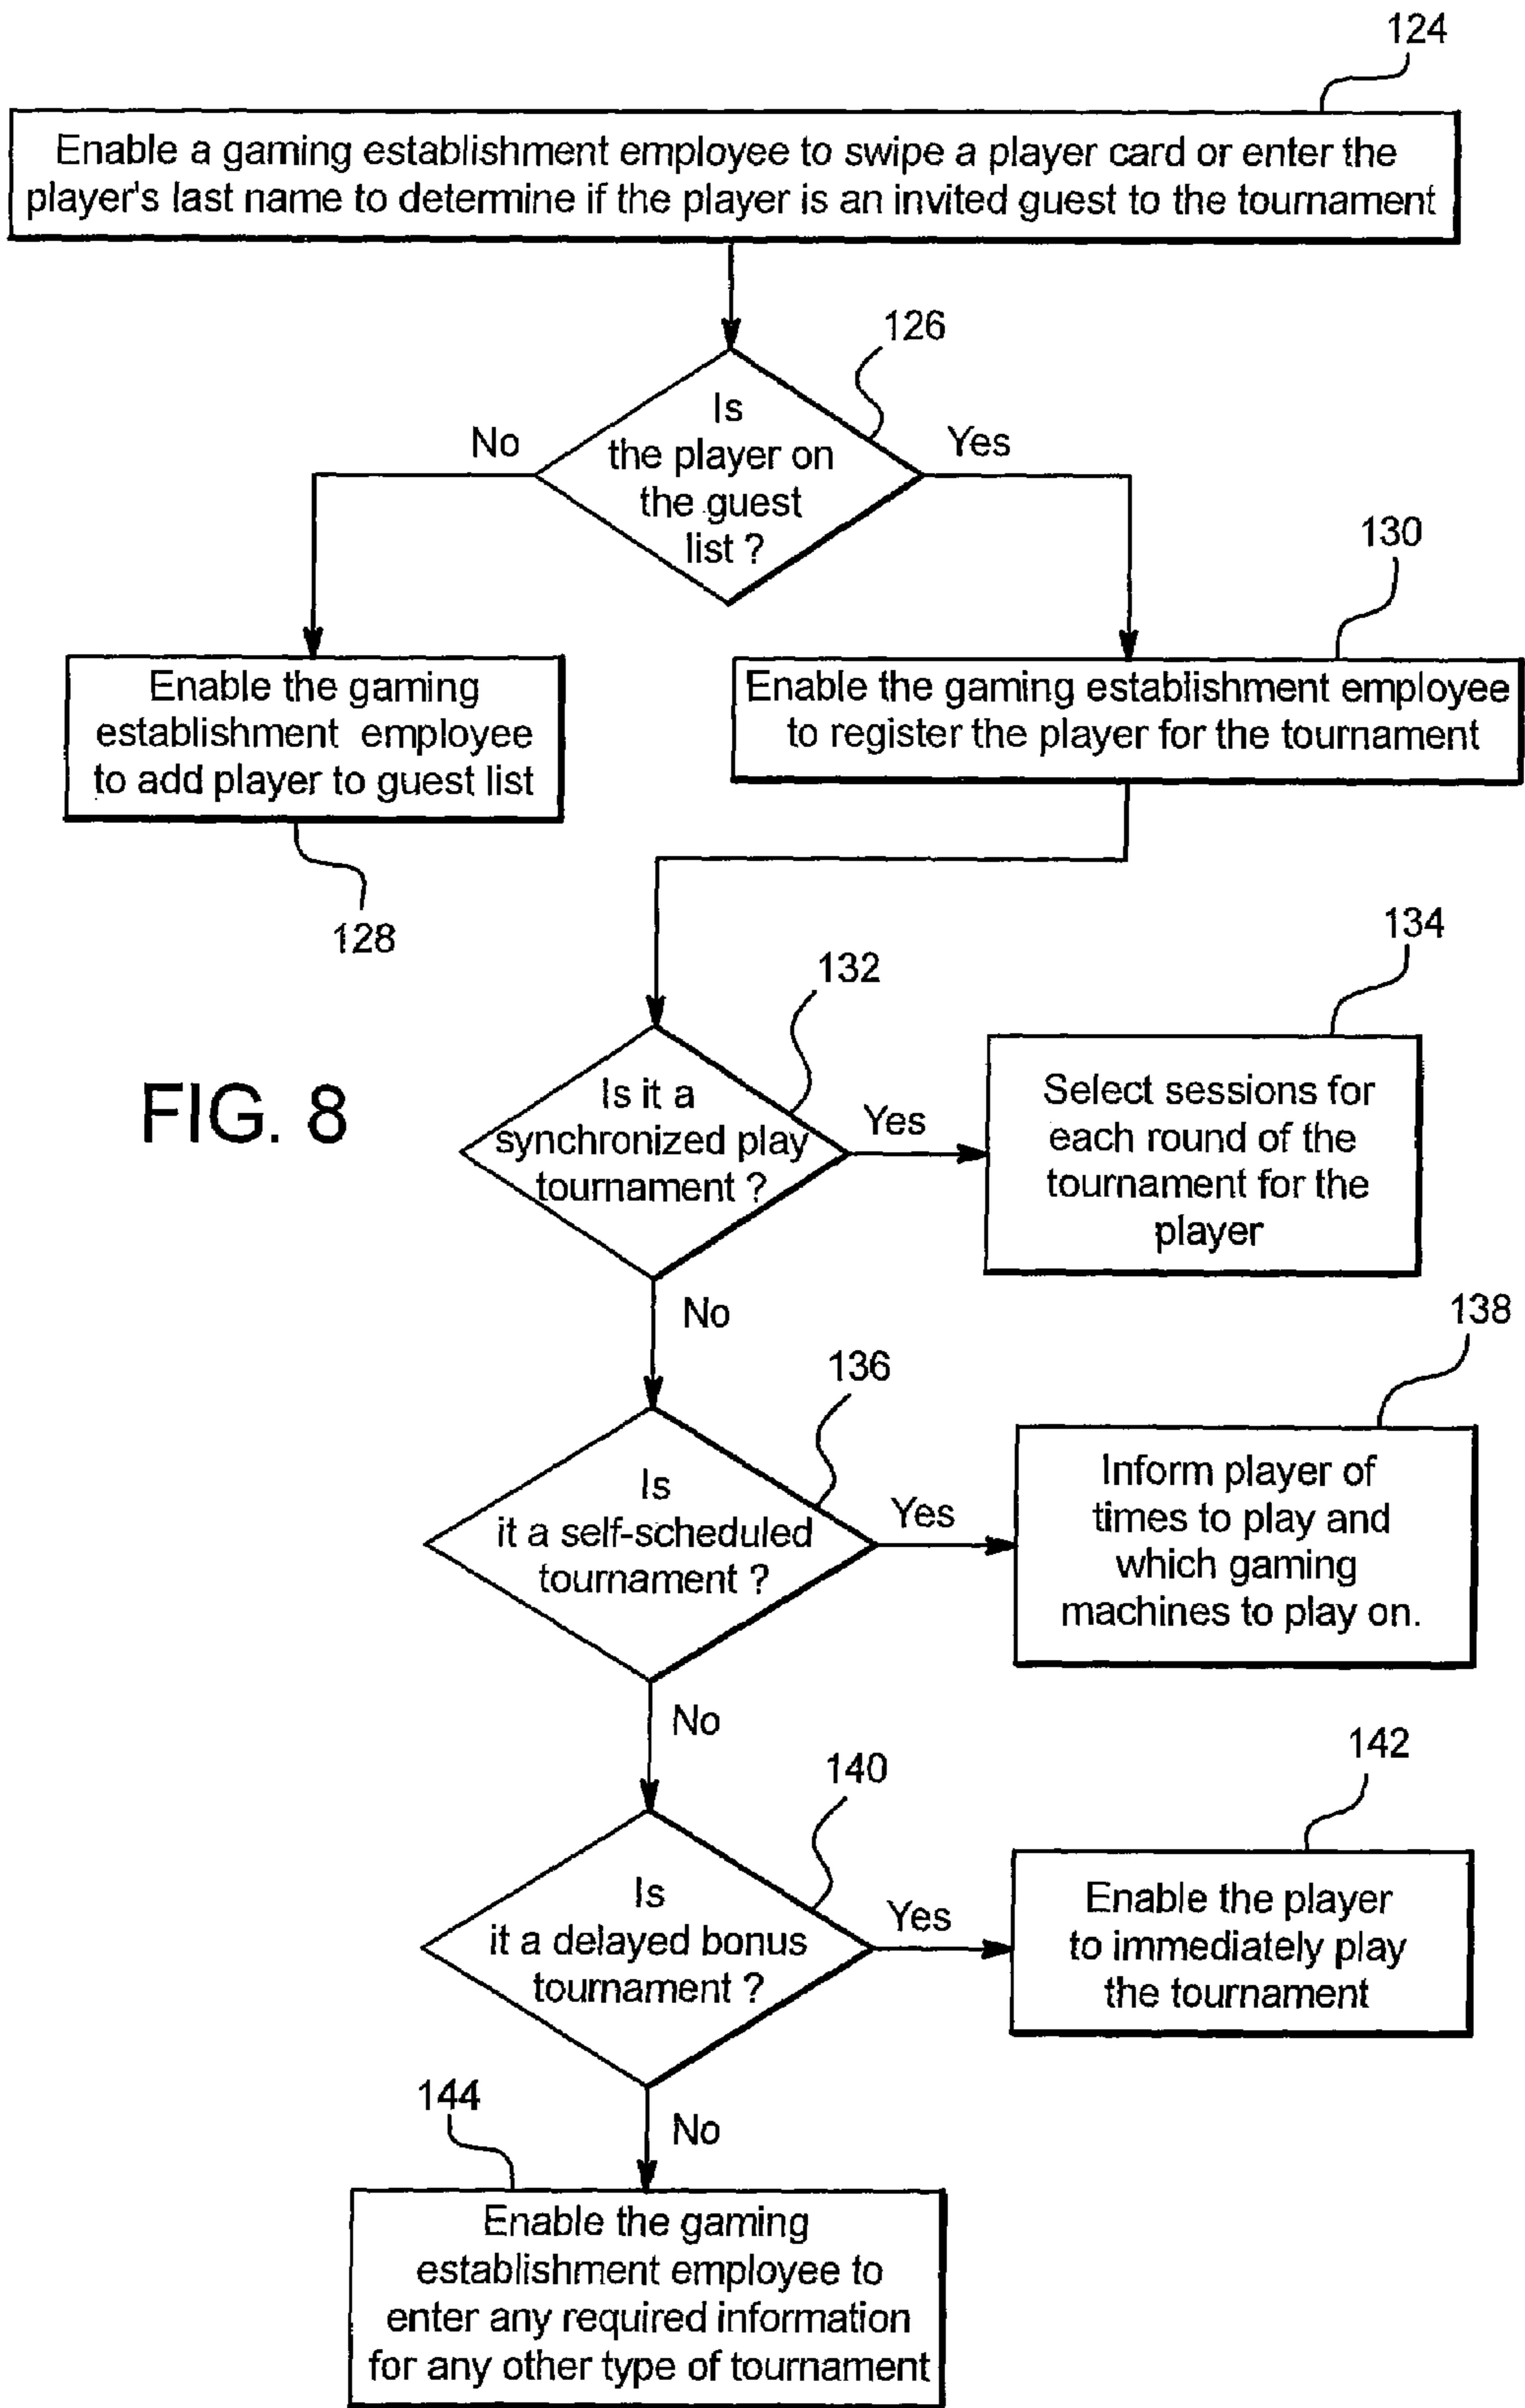 124
Enable a gaming establishment employee to swipe a player card or enter the
player's last name to determine if the player is an invited guest to the tournament
126
Is
the player on
the guest
list ?
No
Yes
130
Enable the gaming
establishment employee
to add player to guest list
Enable the gaming establishment employee
to register the player for the tournament
128
134
132
FIG. 8
Is it a
synchronized play
tournament ?
Yes
Select sessions for
each round of the
tournament for the
player
No
138
136
Is
it a self-scheduled
tournament ?
Yes
Inform player of
times to play and
which gaming
machines to play on.
No
142
140
Is
it a delayed bonus
tournament ?
Yes
Enable the player
to immediately play
the tournament
144
No
Enable the gaming
establishment employee to
enter any required information
for any other type of tournament